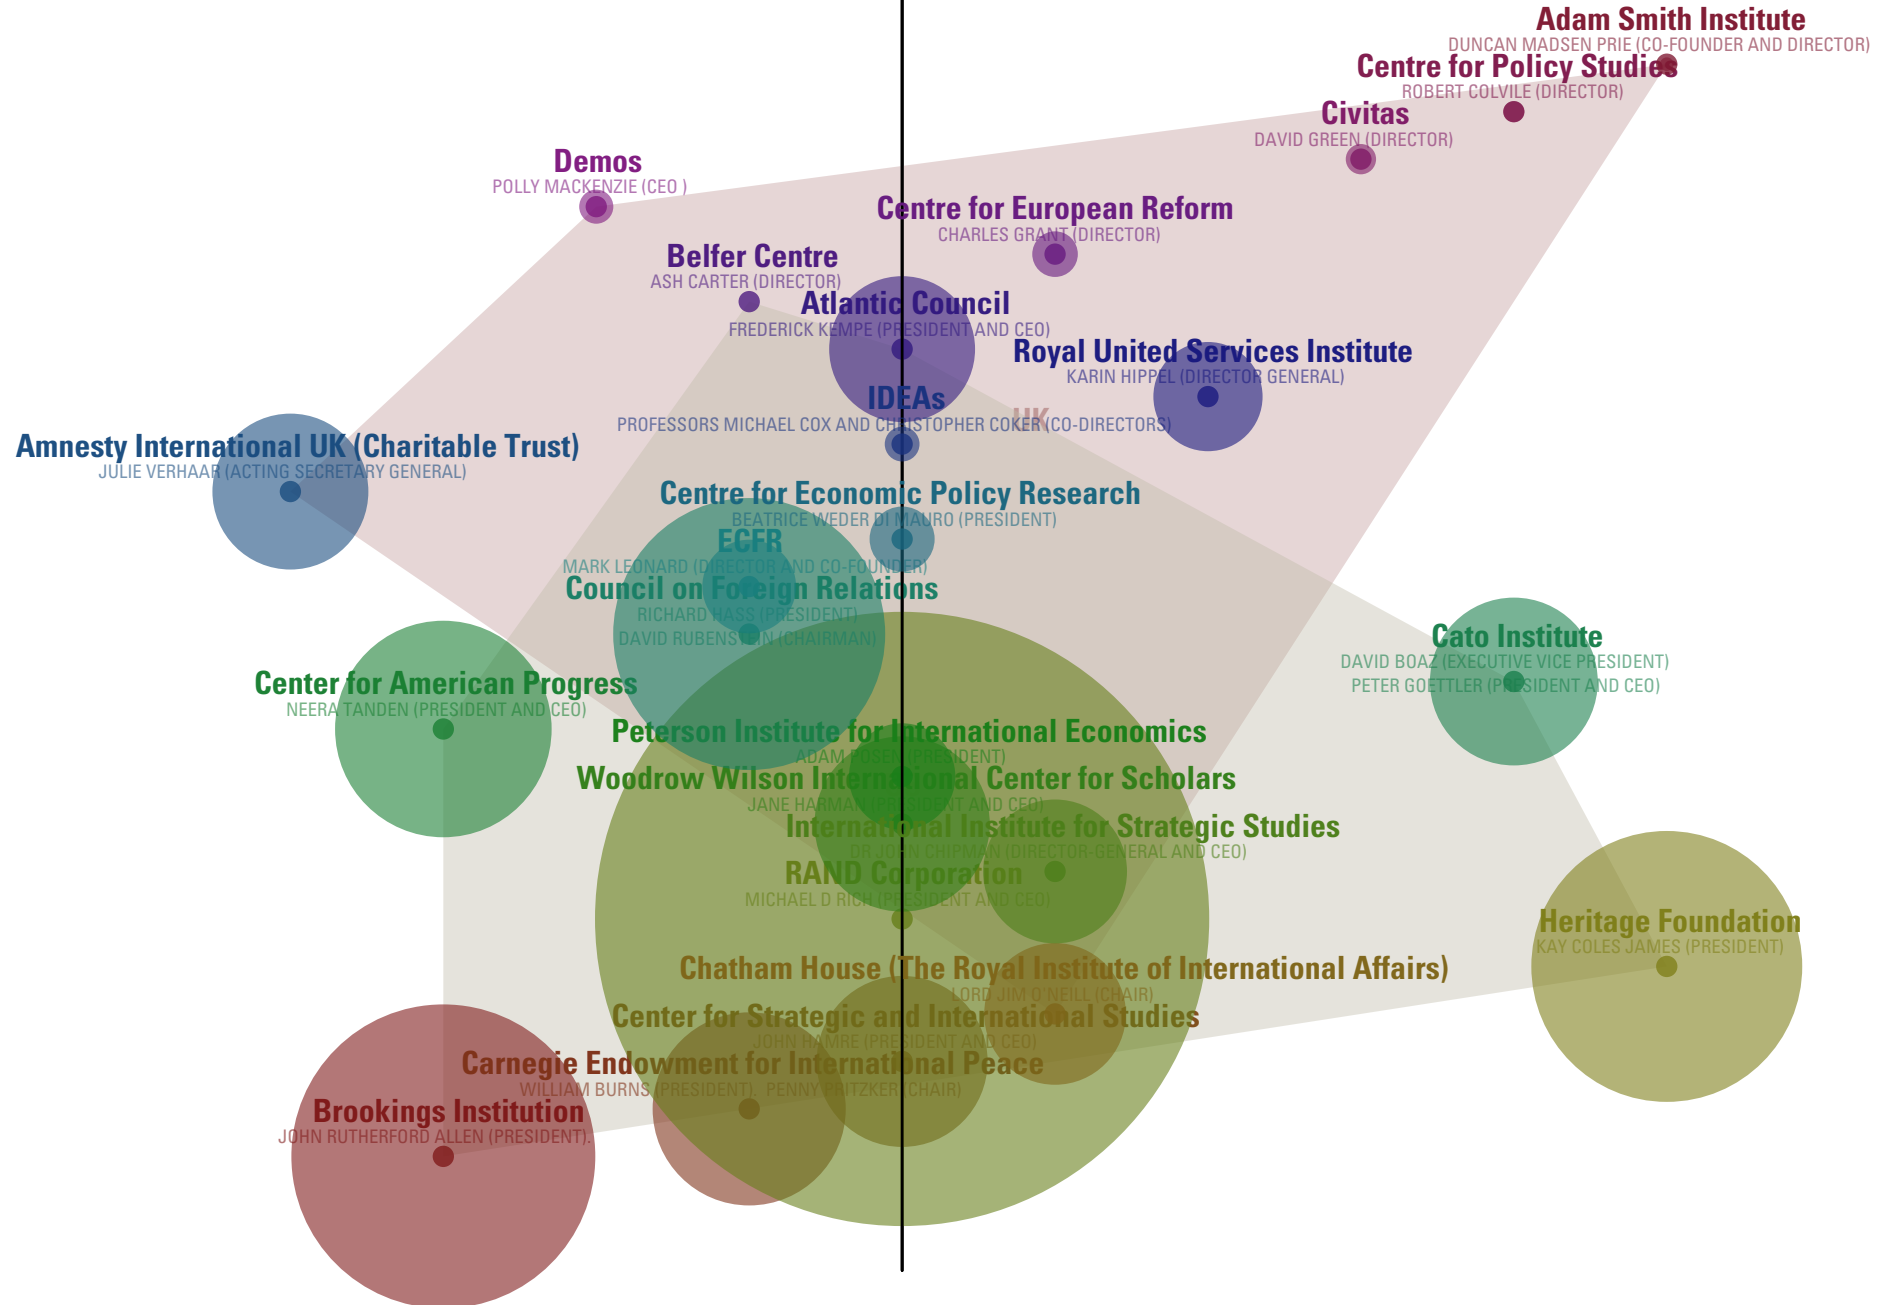 Adam Smith Institute
DUNCAN MADSEN PRIE (CO-FOUNDER AND DIRECTOR)
Centre for Policy Studies
ROBERT COLVILE (DIRECTOR)
Civitas
DAVID GREEN (DIRECTOR)
Demos
POLLY MACKENZIE (CEO )
Centre for European Reform
CHARLES GRANT (DIRECTOR)
Belfer Centre
ASH CARTER (DIRECTOR)
Atlantic Council
FREDERICK KEMPE (PRESIDENT AND CEO)
Royal United Services Institute
KARIN HIPPEL (DIRECTOR GENERAL)
IDEAs
PROFESSORS MICHAEL COX AND CHRISTOPHER COKER (CO-DIRECTORS)
UK
Amnesty International UK (Charitable Trust)
JULIE VERHAAR (ACTING SECRETARY GENERAL)
Centre for Economic Policy Research
BEATRICE WEDER DI MAURO (PRESIDENT)
ECFR
MARK LEONARD (DIRECTOR AND CO-FOUNDER)
Council on Foreign Relations
RICHARD HASS (PRESIDENT)
DAVID RUBENSTEIN (CHAIRMAN)
Cato Institute
DAVID BOAZ (EXECUTIVE VICE PRESIDENT)
PETER GOETTLER (PRESIDENT AND CEO)
Center for American Progress
NEERA TANDEN (PRESIDENT AND CEO)
Peterson Institute for International Economics
ADAM POSEN (PRESIDENT)
Woodrow Wilson International Center for Scholars
JANE HARMAN (PRESICENT AND CEO)
International Institute for Strategic Studies
DR JOHN CHIPMAN (DIRECTOR-GENERAL AND CEO)
RAND Corporation
MICHAEL D RICH (PRESIDENT AND CEO)
Heritage Foundation
KAY COLES JAMES (PRESIDENT)
Chatham House (The Royal Institute of International Affairs)
LORD JIM O'NEILL (CHAIR)
Center for Strategic and International Studies
JOHN HAMRE (PRESIDENT AND CEO)
Carnegie Endowment for International Peace
WILLIAM BURNS (PRESIDENT). PENNY PRITZKER (CHAIR)
Brookings Institution
JOHN RUTHERFORD ALLEN (PRESIDENT).